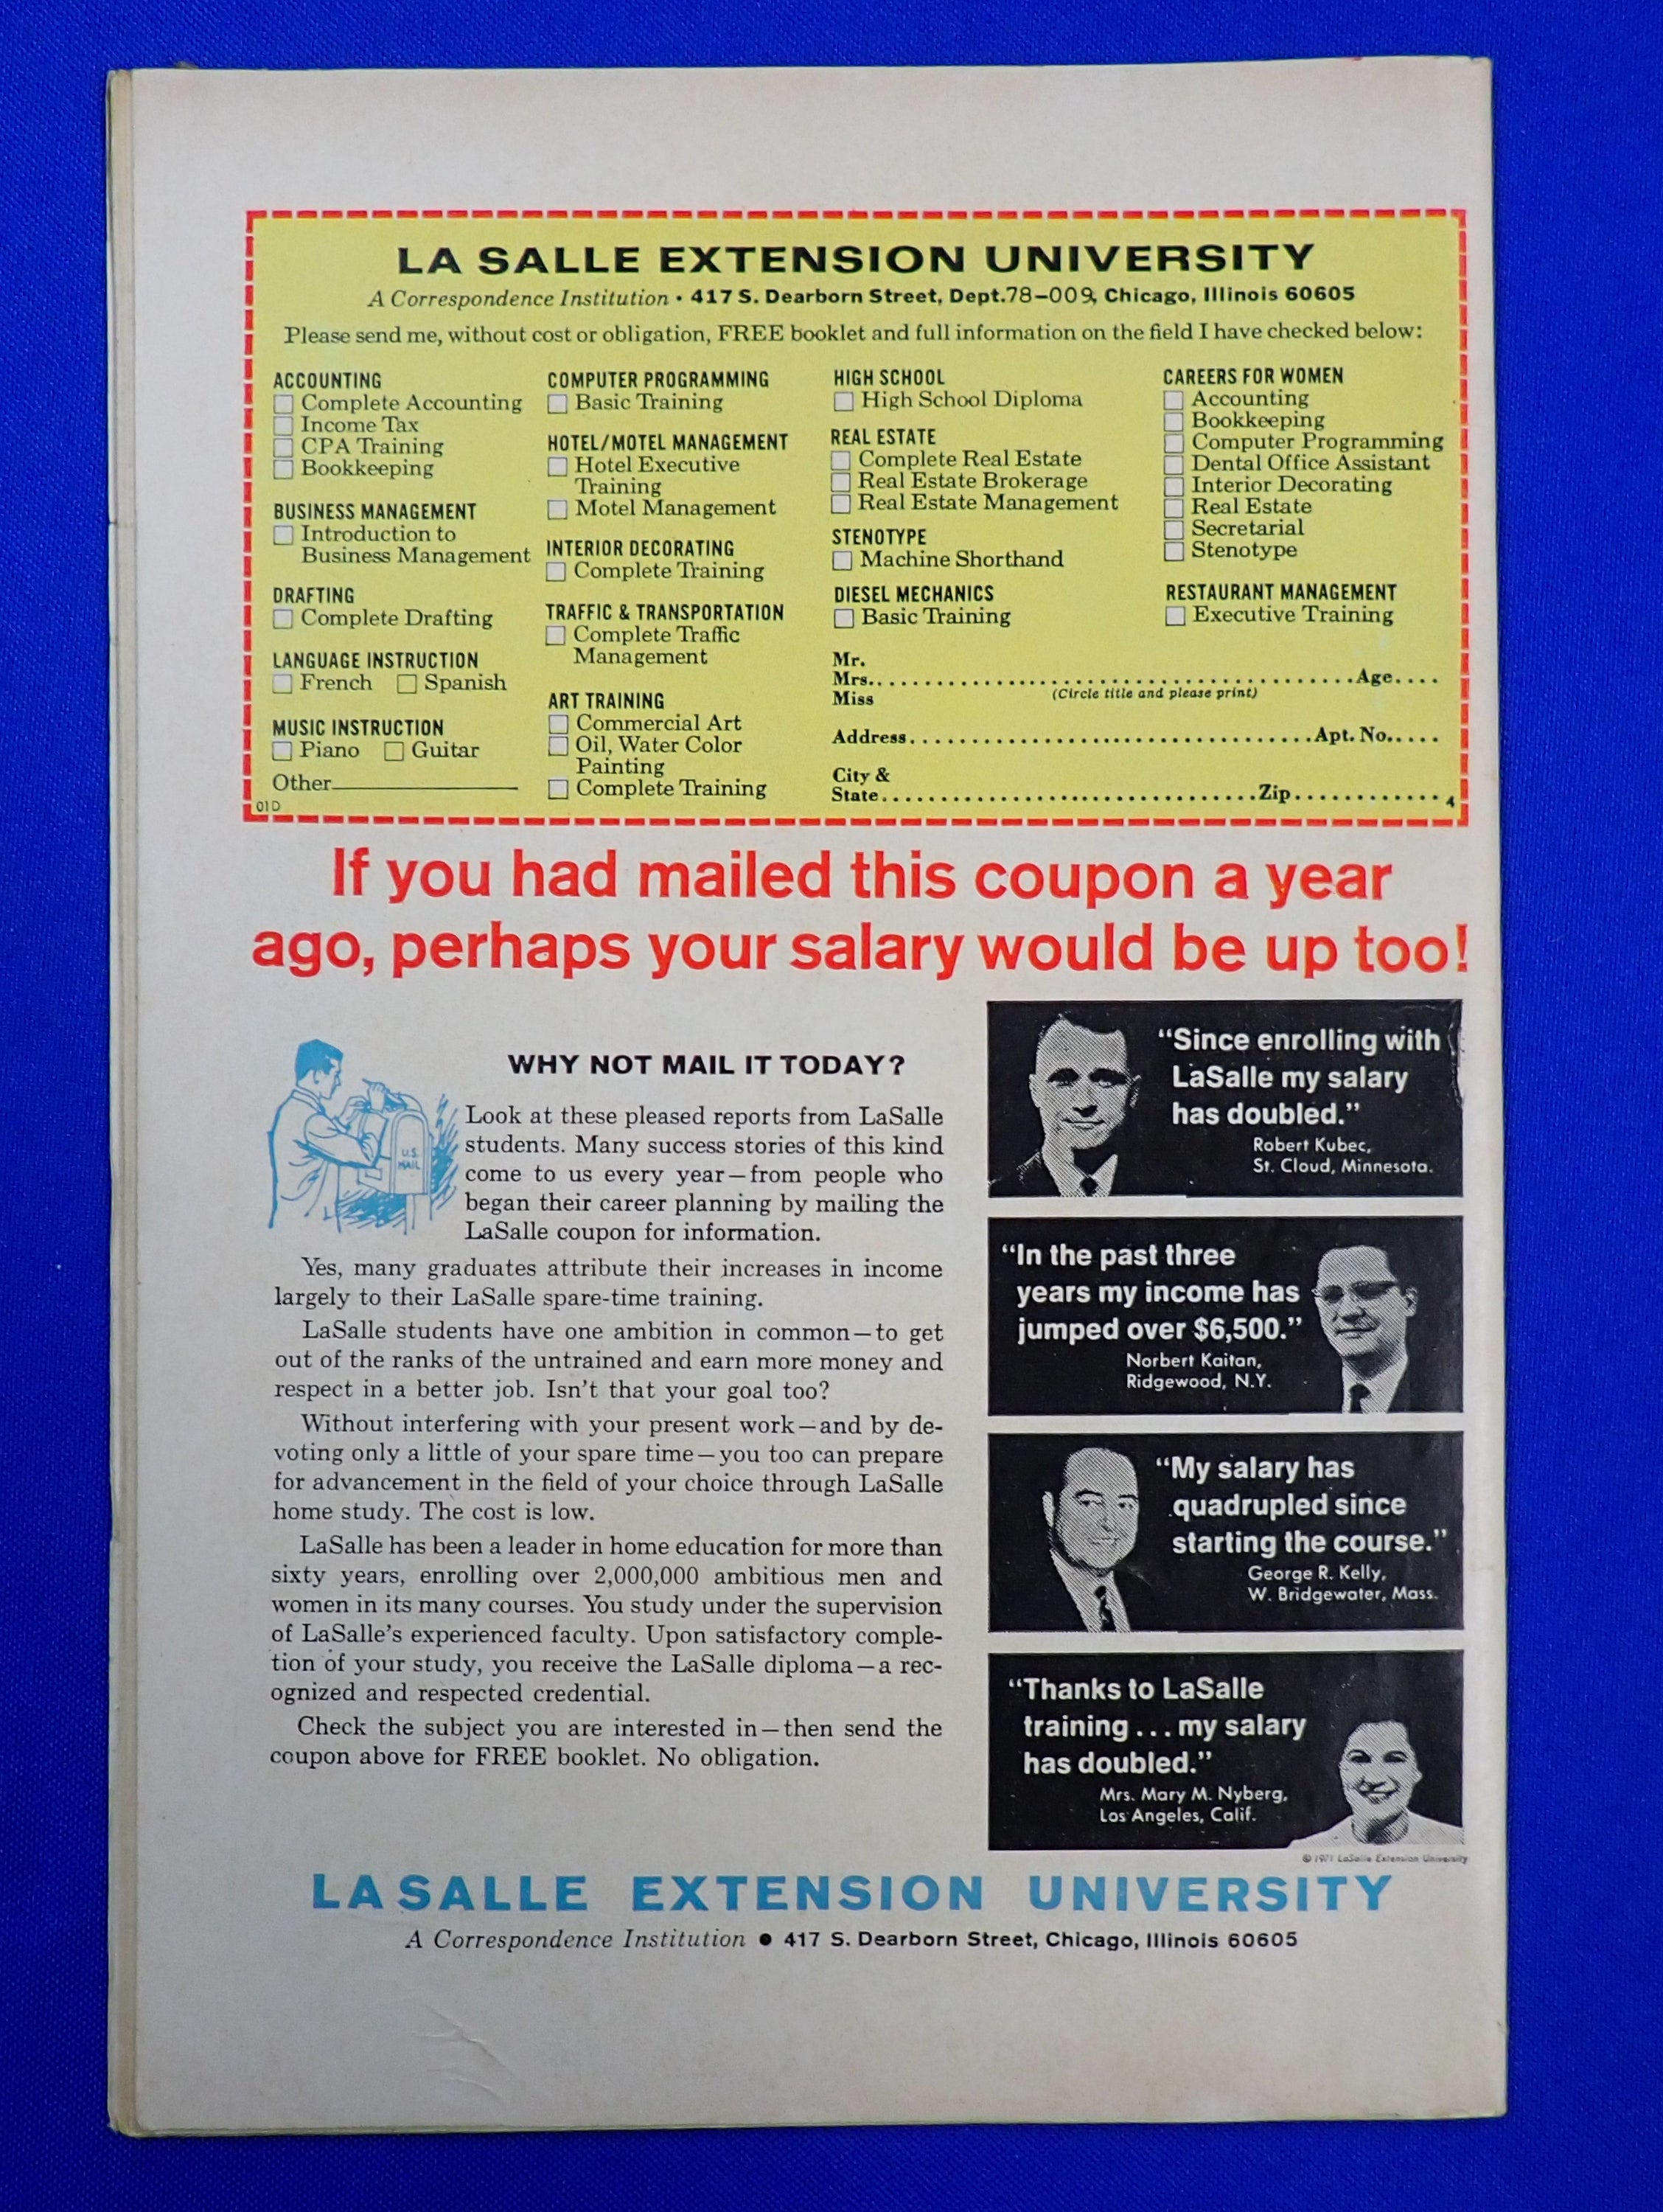 LA SALLE EXTENSION UNIVERSITY
A Correspondence Institution • 417 S. Dearborn Street, Dept.78-009, Chicago, Illinois 60605
Please send me, without cost or obligation, FREE booklet and full information on the field I have checked below:
ACCOUNTING
Complete Accounting
Income Tax
CPA Training
Bookkeeping
BUSINESS MANAGEMENT
Introduction to
Business Management
DRAFTING
Complete Drafting
LANGUAGE INSTRUCTION
French Spanish
MUSIC INSTRUCTION
Piano Guitar
Other
01D
COMPUTER PROGRAMMING
Basic Training
HOTEL/MOTEL MANAGEMENT
Hotel Executive
Training
Motel Management
INTERIOR DECORATING
Complete Training
TRAFFIC & TRANSPORTATION
Complete Traffic
Management
ART TRAINING
Commercial Art
Oil, Water Color
Painting
Complete Training
HIGH SCHOOL
High School Diploma
REAL ESTATE
Complete Real Estate
Real Estate Brokerage
Real Estate Management
STENOTYPE
Machine Shorthand
DIESEL MECHANICS
Basic Training
CAREERS FOR WOMEN
Accounting
Bookkeeping
Computer Programming
Dental Office Assistant
Interior Decorating
Real Estate
Secretarial
Stenotype
RESTAURANT MANAGEMENT
Executive Training
Mr.
Mrs. Age
Miss (Circle title and please print)
Address Apt. No.
City &
State Zip
4
If you had mailed this coupon a year
ago, perhaps your salary would be up too!
WHY NOT MAIL IT TODAY?
U.S.
MAIL
Look at these pleased reports from LaSalle
students. Many success stories of this kind
come to us every year—from people who
began their career planning by mailing the
LaSalle coupon for information.
Yes, many graduates attribute their increases in income
largely to their LaSalle spare-time training.
LaSalle students have one ambition in common—to get
out of the ranks of the untrained and earn more money and
respect in a better job. Isn't that your goal too?
Without interfering with your present work—and by de-
voting only a little of your spare time—you too can prepare
for advancement in the field of your choice through LaSalle
home study. The cost is low.
LaSalle has been a leader in home education for more than
sixty years, enrolling over 2,000,000 ambitious men and
women in its many courses. You study under the supervision
of LaSalle's experienced faculty. Upon satisfactory comple-
tion of your study, you receive the LaSalle diploma—a rec-
ognized and respected credential.
Check the subject you are interested in—then send the
coupon above for FREE booklet. No obligation.
"Since enrolling with
LaSalle my salary
has doubled."
Robert Kubec,
St. Cloud, Minnesota.
"In the past three
years my income has
jumped over $6,500."
Norbert Kaitan,
Ridgewood, N.Y.
"My salary has
quadrupled since
starting the course."
George R. Kelly,
W. Bridgewater, Mass.
"Thanks to LaSalle
training...my salary
has doubled."
Mrs. Mary M. Nyberg,
Los Angeles, Calif.
© 1971 LaSalle Extension University
LASALLE EXTENSION UNIVERSITY
A Correspondence Institution • 417 S. Dearborn Street, Chicago, Illinois 60605